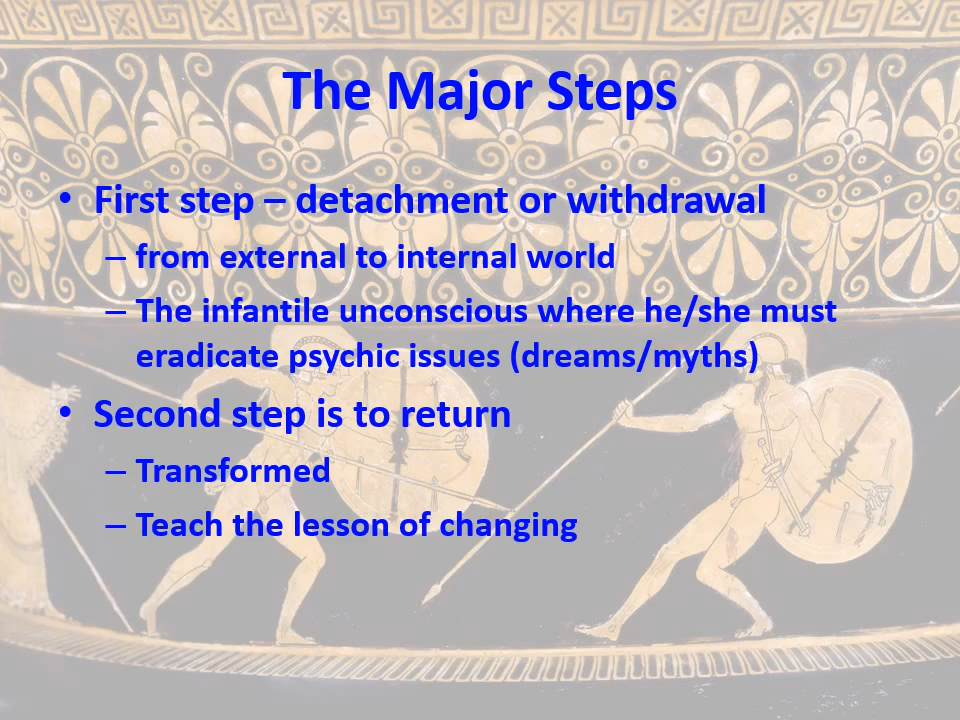 The Major Steps
• First step – detachment or withdrawal
– from external to internal world
– The infantile unconscious where he/she must
eradicate psychic issues (dreams/myths)
• Second step is to return
– Transformed
– Teach the lesson of changing